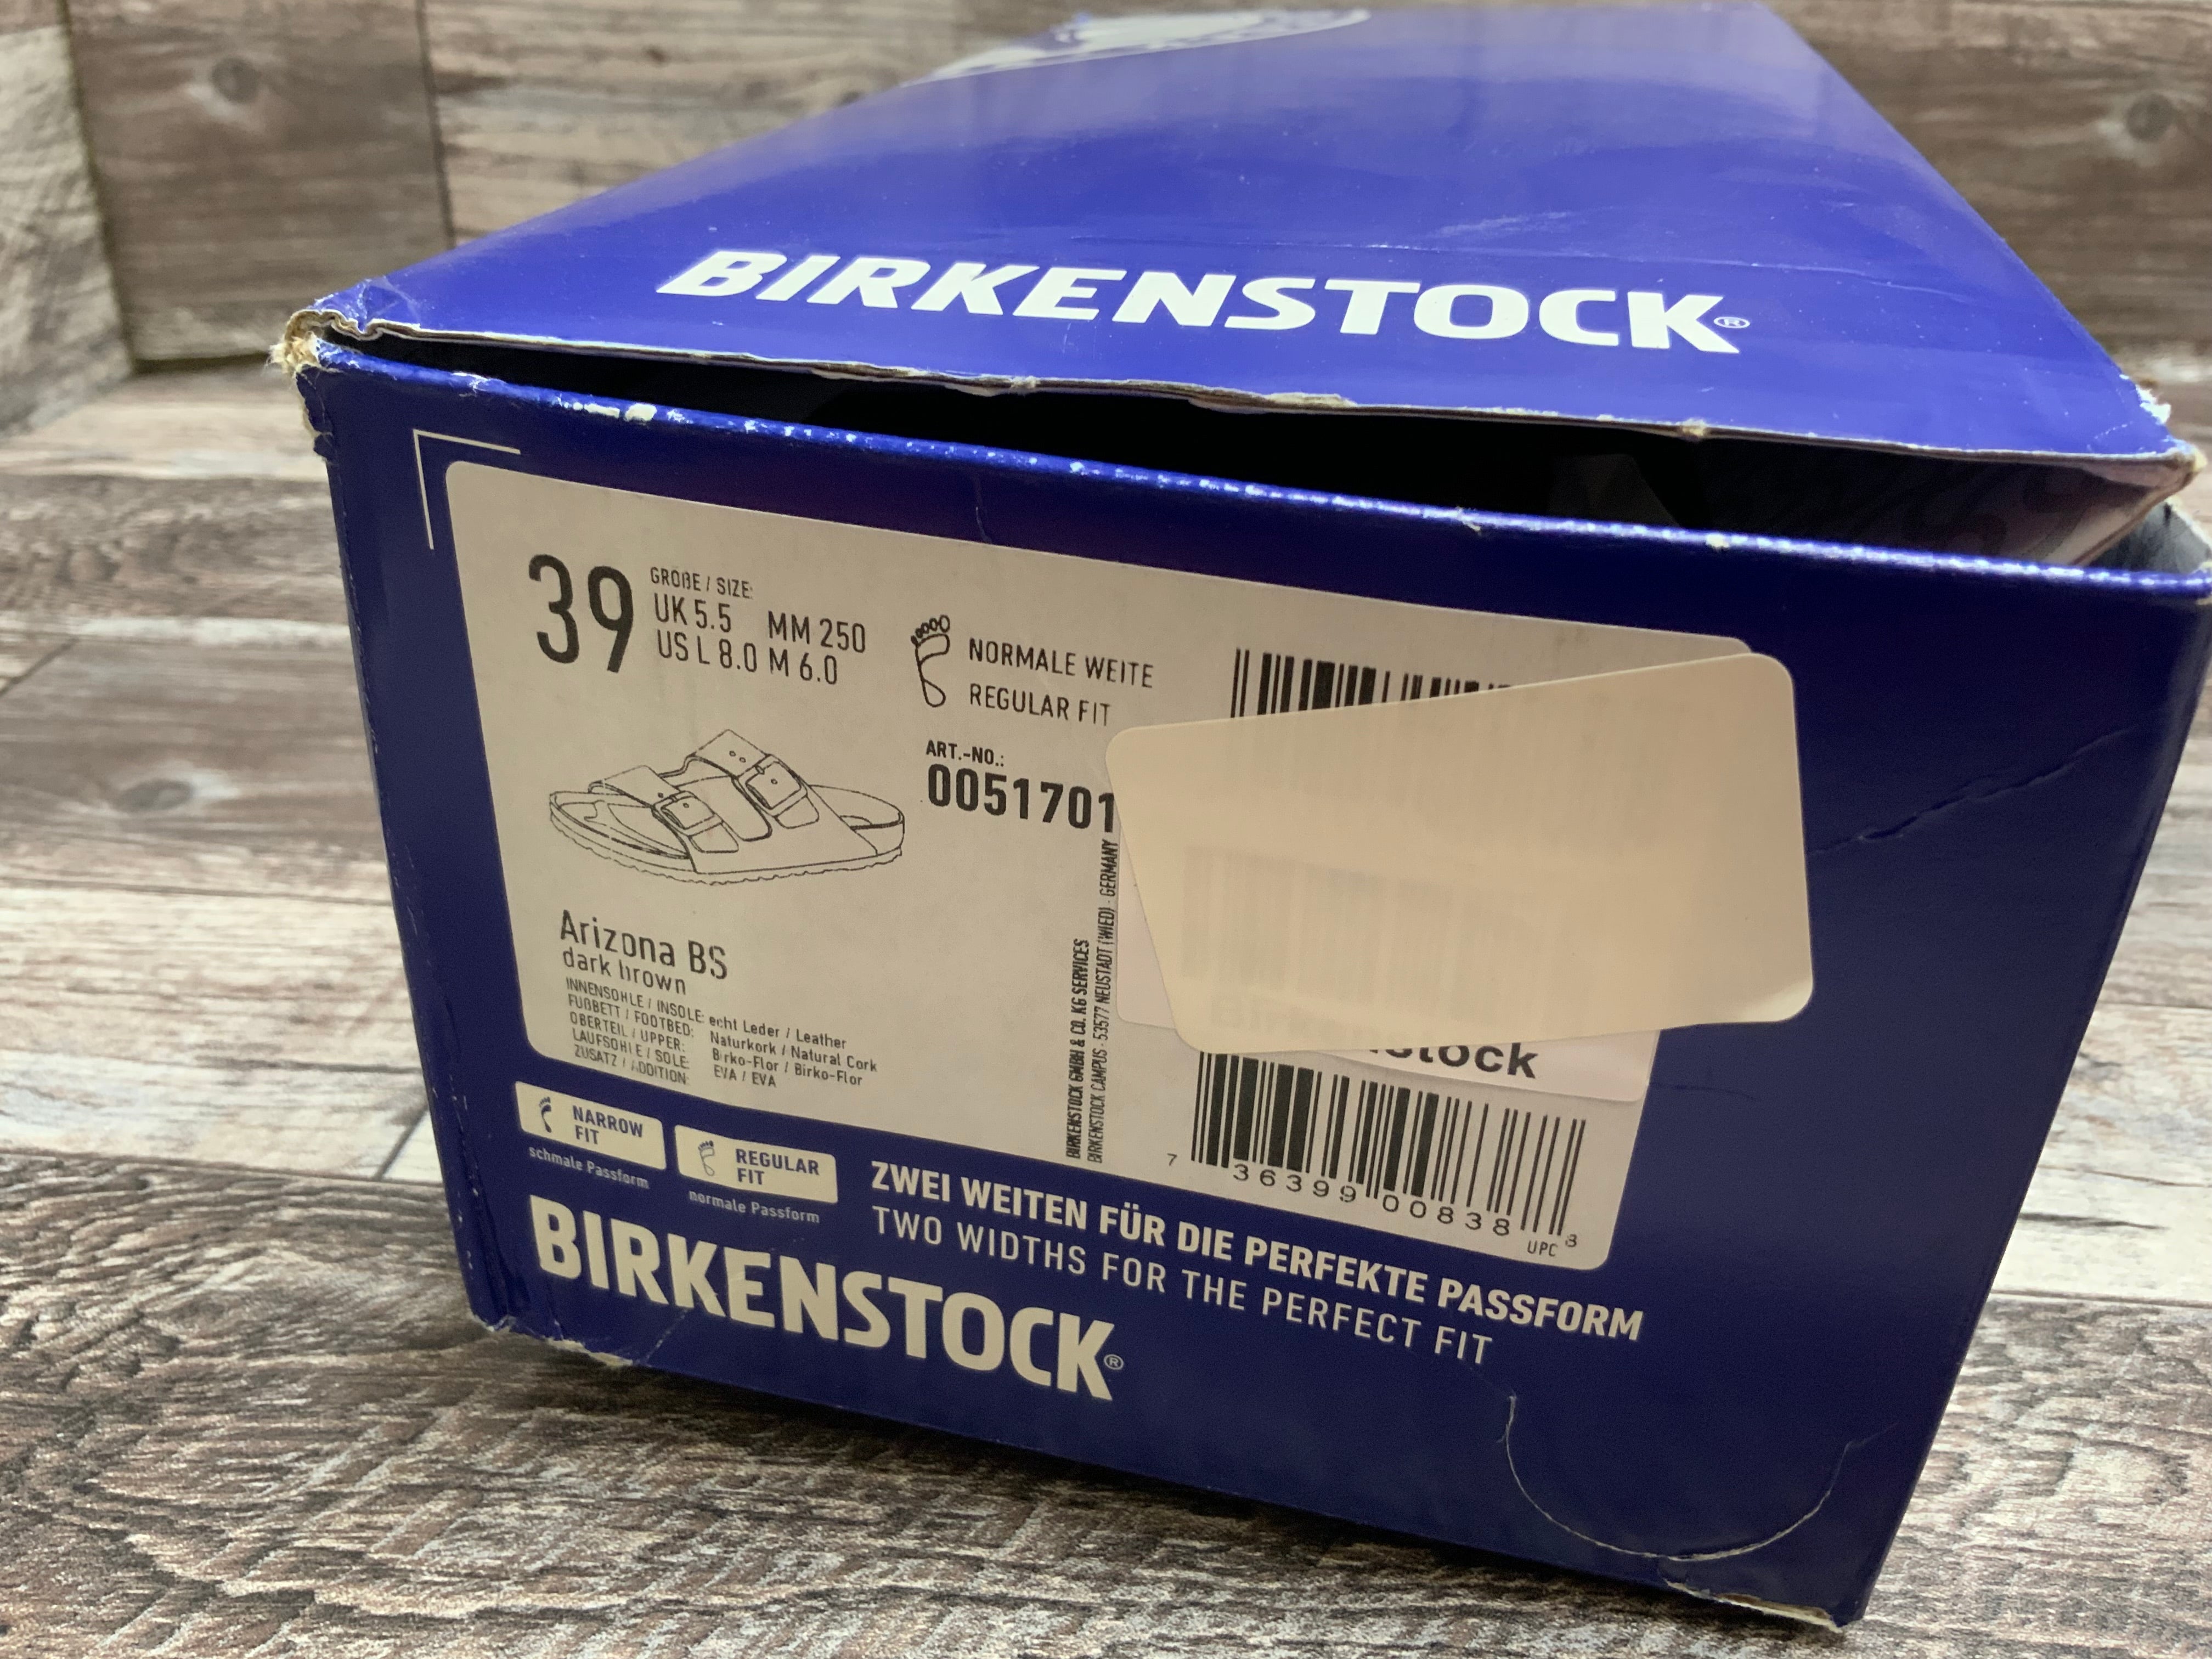 BIRKENSTOCK®
39
GRÖßE / SIZE:
UK 5.5 MM 250
US L 8.0 M 6.0
NORMALE WEITE
REGULAR FIT
ART.-NO.:
0051701
Arizona BS
dark brown
INNENSOHLE / INSOLE: echt Leder / Leather
FUßBETT / FOOTBED: Naturkork / Natural Cork
OBERTEIL / UPPER: Birko-Flor / Birko-Flor
LAUFSOHLE / SOLE: EVA / EVA
ZUSATZ / ADDITION:
BIRKENSTOCK GMBH & CO. KG SERVICES
BIRKENSTOCK CAMPUS · 53577 NEUSTADT (WIED) · GERMANY
stock
7 36399 00838 3
UPC
NARROW
FIT
schmale Passform
REGULAR
FIT
normale Passform
ZWEI WEITEN FÜR DIE PERFEKTE PASSFORM
TWO WIDTHS FOR THE PERFECT FIT
BIRKENSTOCK®